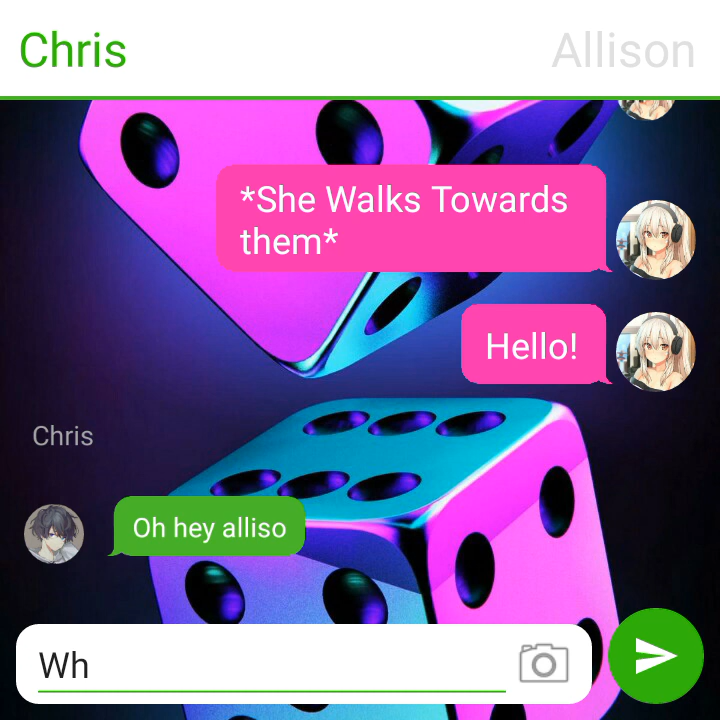 Chris
Allison
*She Walks Towards
them*
Hello!
Chris
Oh hey alliso
Wh